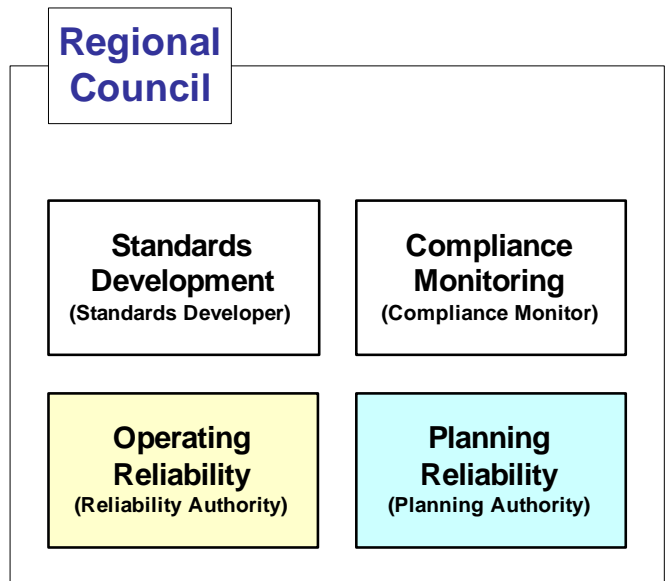 Regional
Council
Standards
Development
(Standards Developer)
Compliance
Monitoring
(Compliance Monitor)
Operating
Reliability
(Reliability Authority)
Planning
Reliability
(Planning Authority)